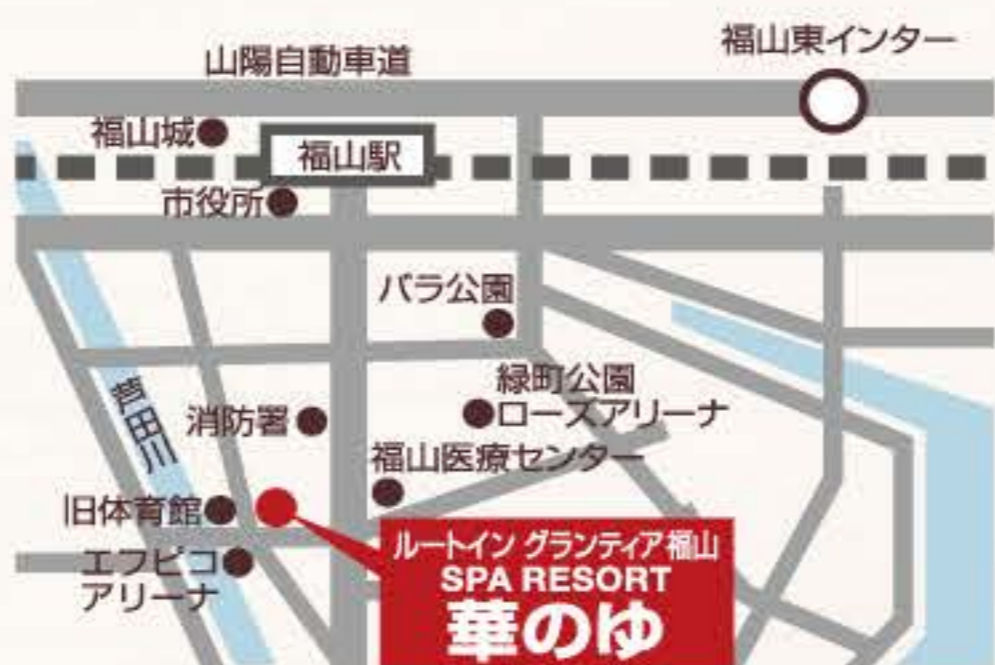 山陽自動車道
福山東インター
福山城
福山駅
市役所
バラ公園
緑町公園
ローズアリーナ
芦田川
消防署
福山医療センター
旧体育館
エフピコ
アリーナ
ルートイン グランティア福山
SPA RESORT
華のゆ